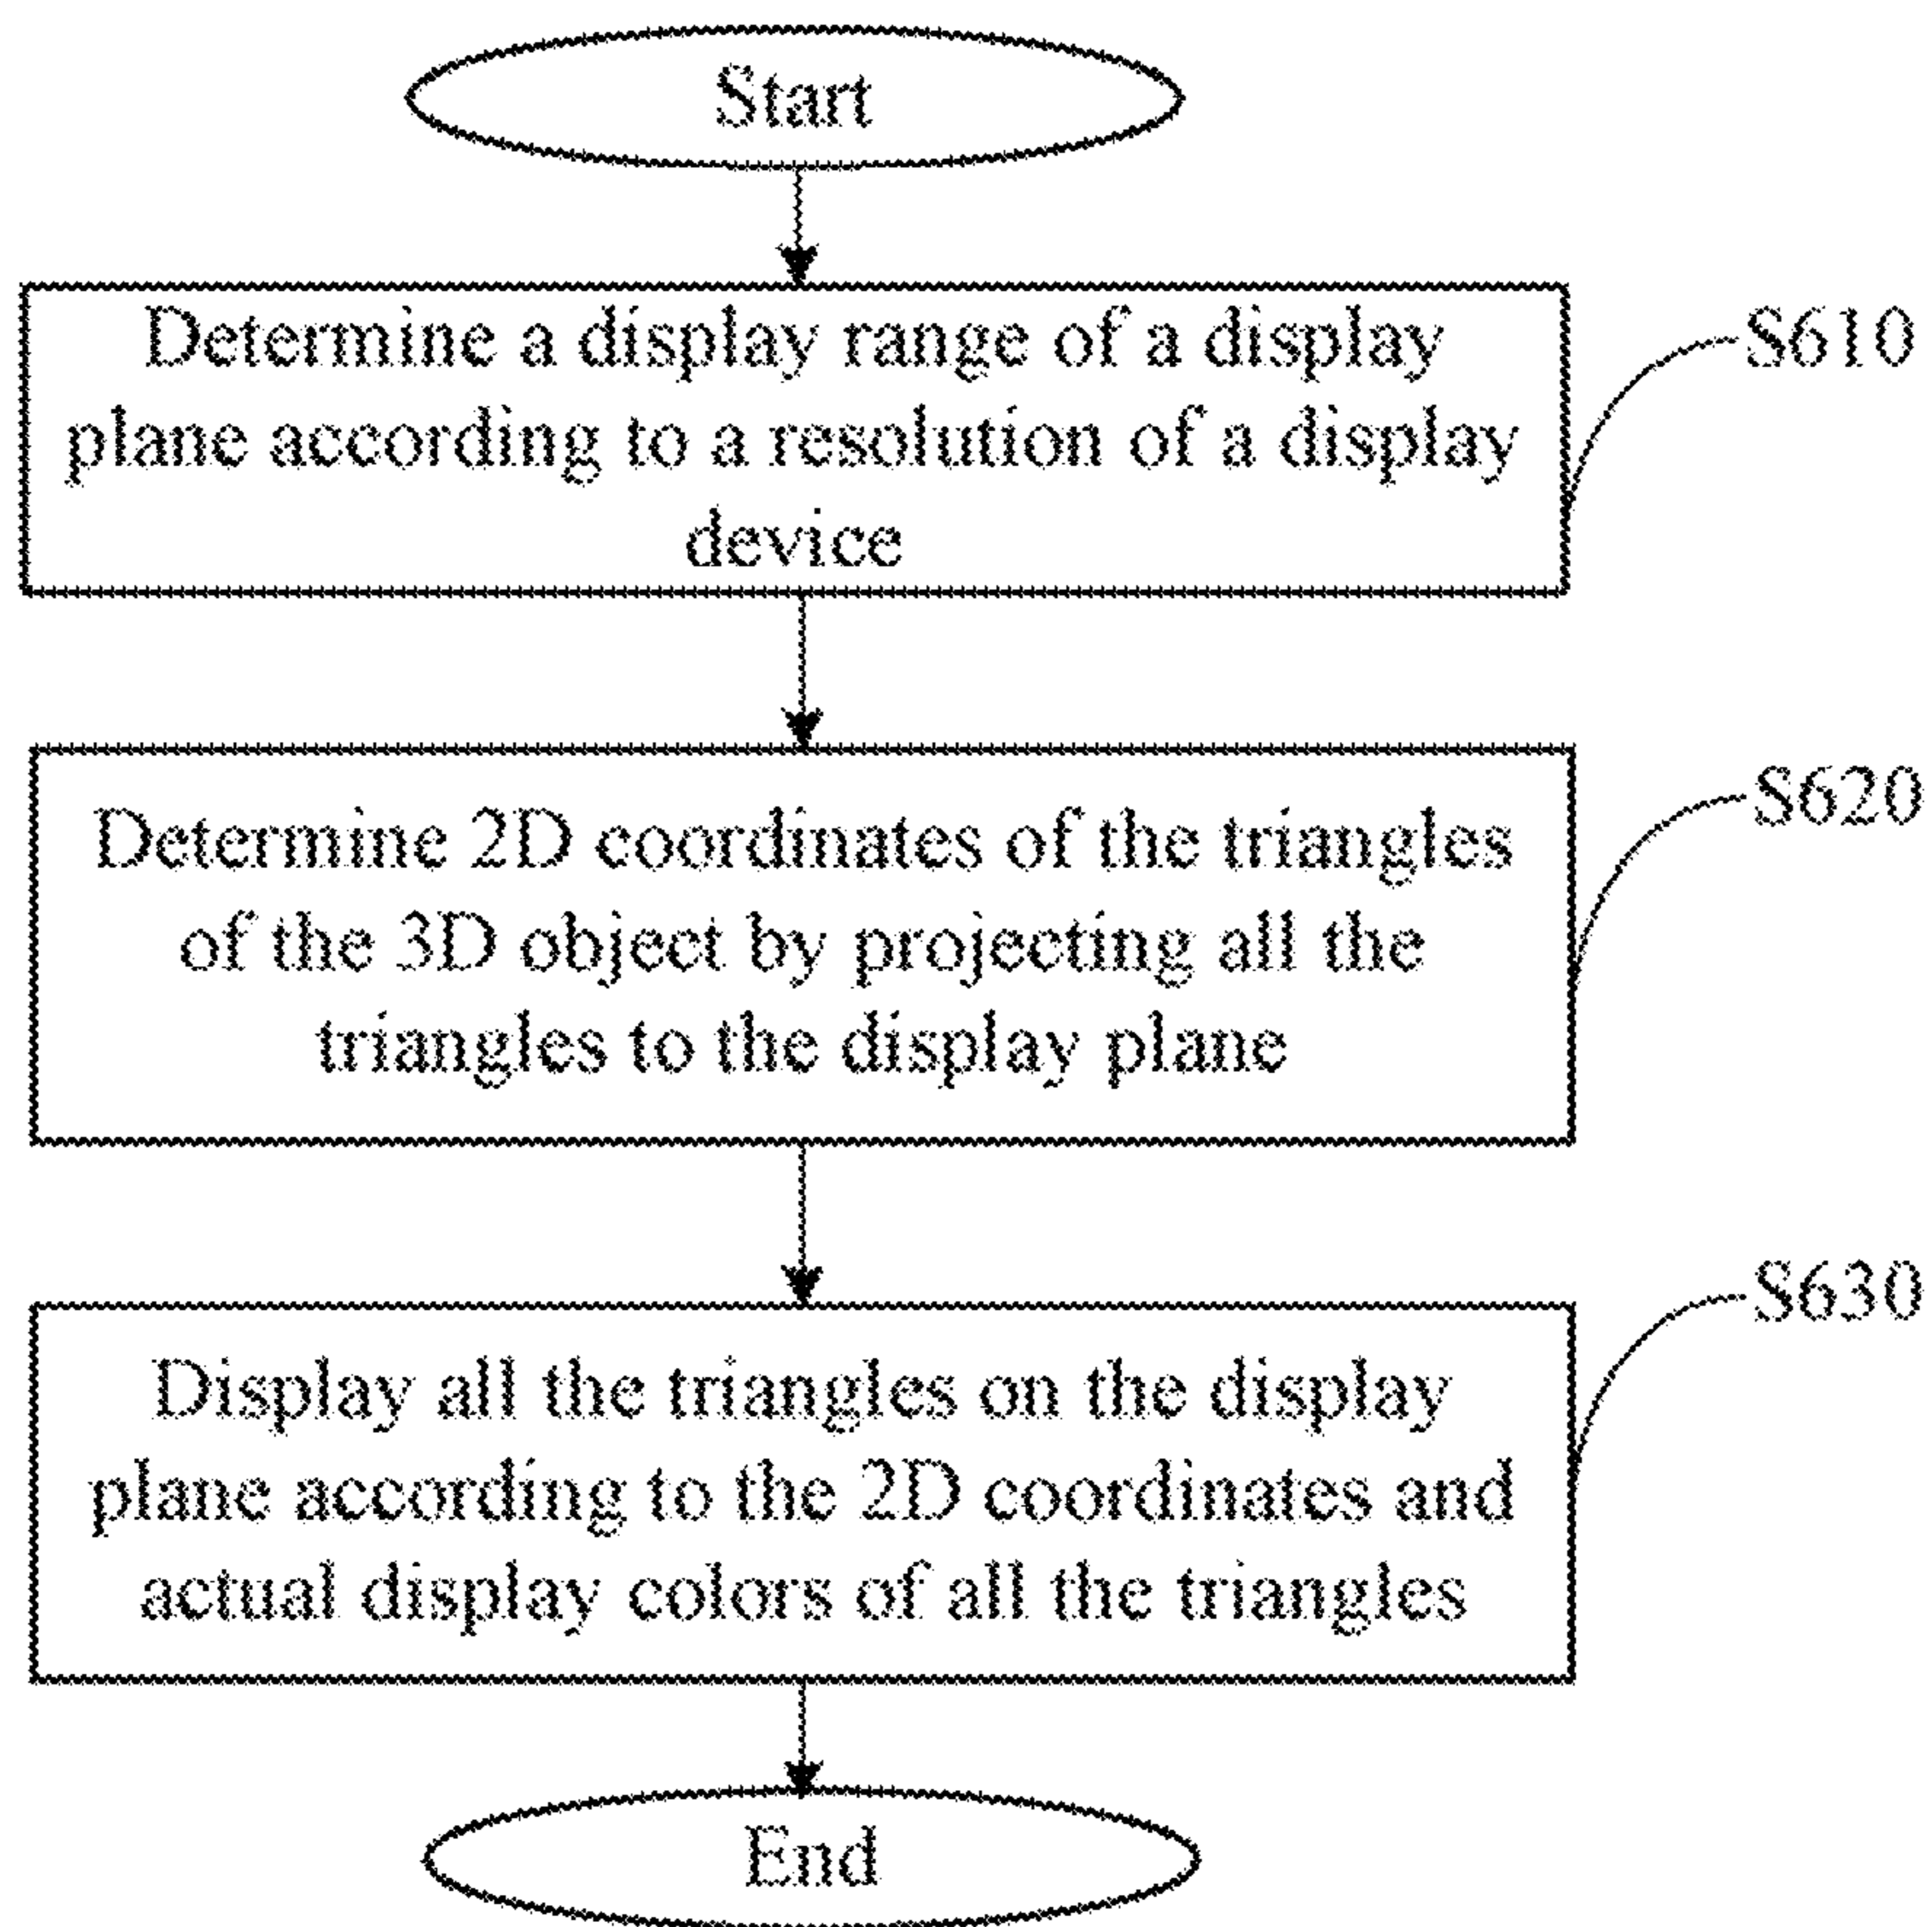 Start
Determine a display range of a display
plane according to a resolution of a display
device
S610
Determine 2D coordinates of the triangles
of the 3D object by projecting all the
triangles to the display plane
S620
Display all the triangles on the display
plane according to the 2D coordinates and
actual display colors of all the triangles
S630
End